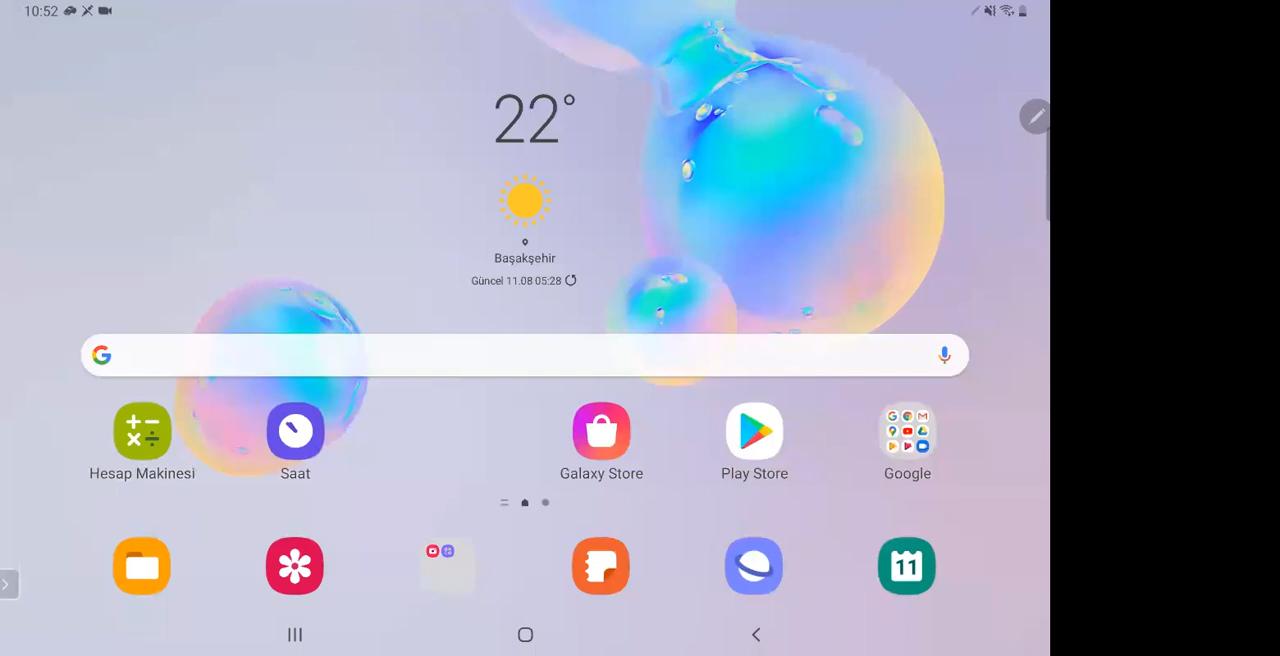 10:52
22°
Başakşehir
Güncel 11.08 05:28
Hesap Makinesi
Saat
Galaxy Store
Play Store
Google
11